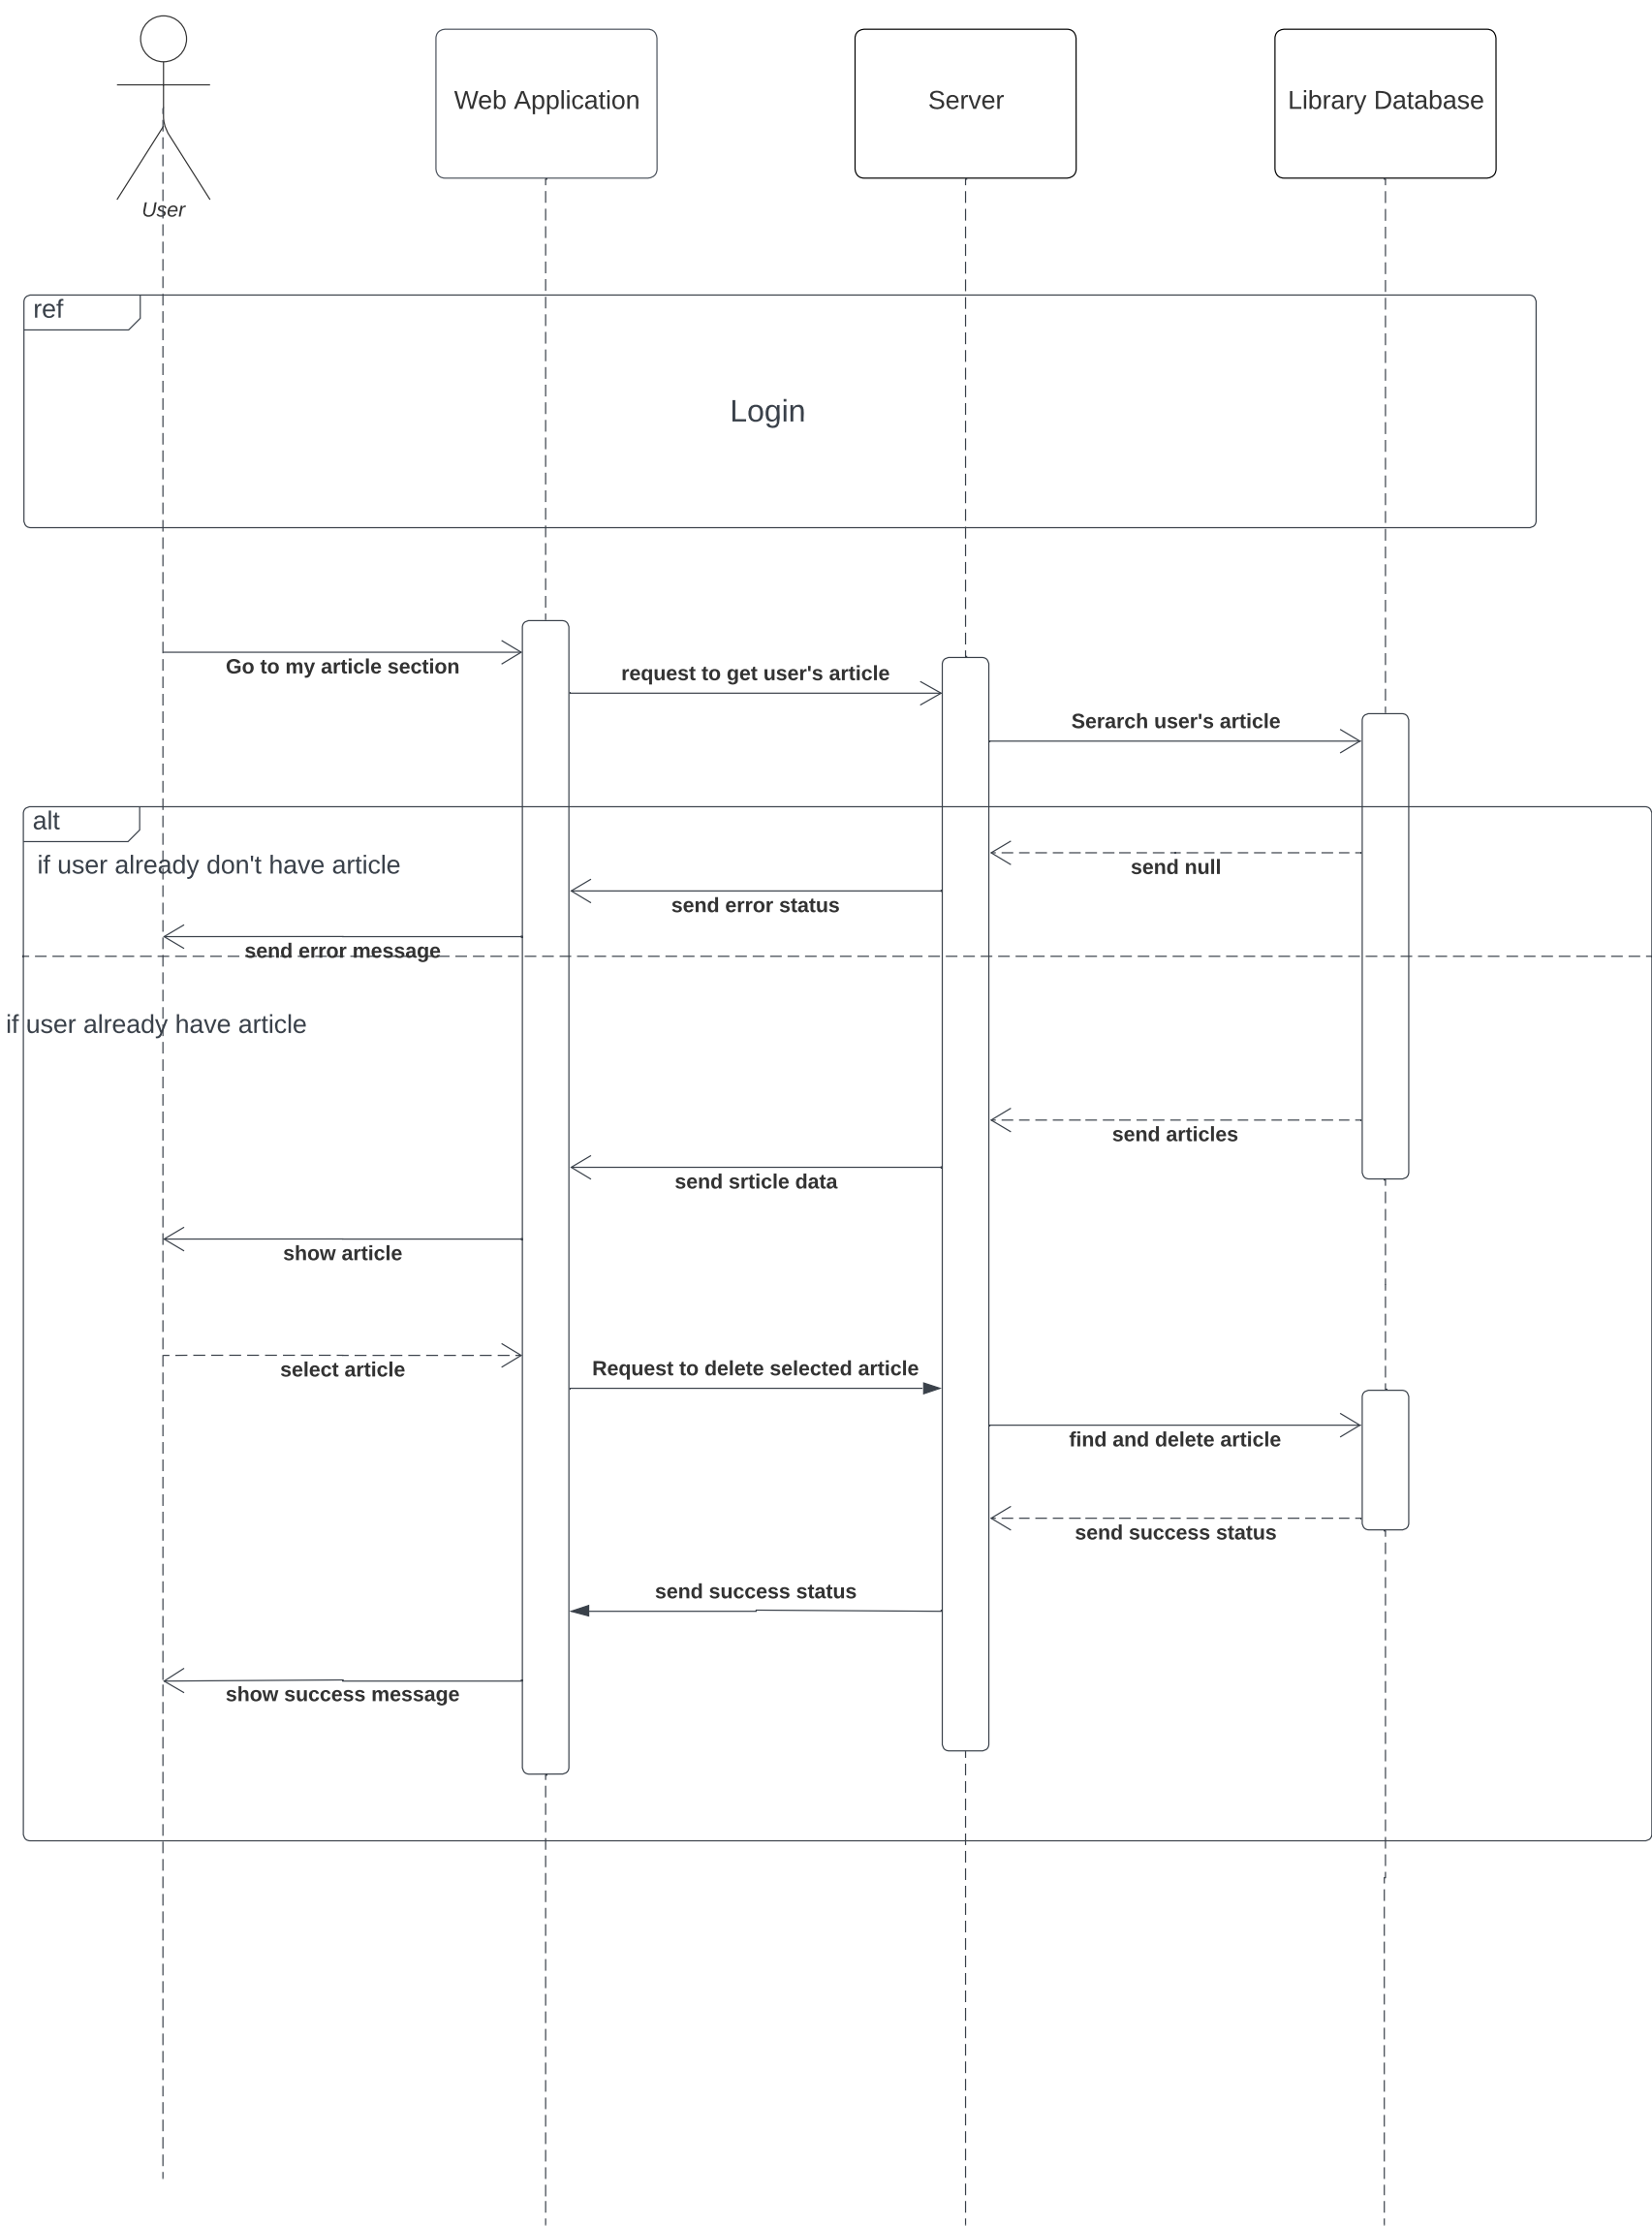 Web Application
Server
Library Database
User
ref
Login
Go to my article section
request to get user's article
Serarch user's article
alt
if user already don't have article
send null
send error status
send error message
if user already have article
send articles
send srticle data
show article
select article
Request to delete selected article
find and delete article
send success status
send success status
show success message